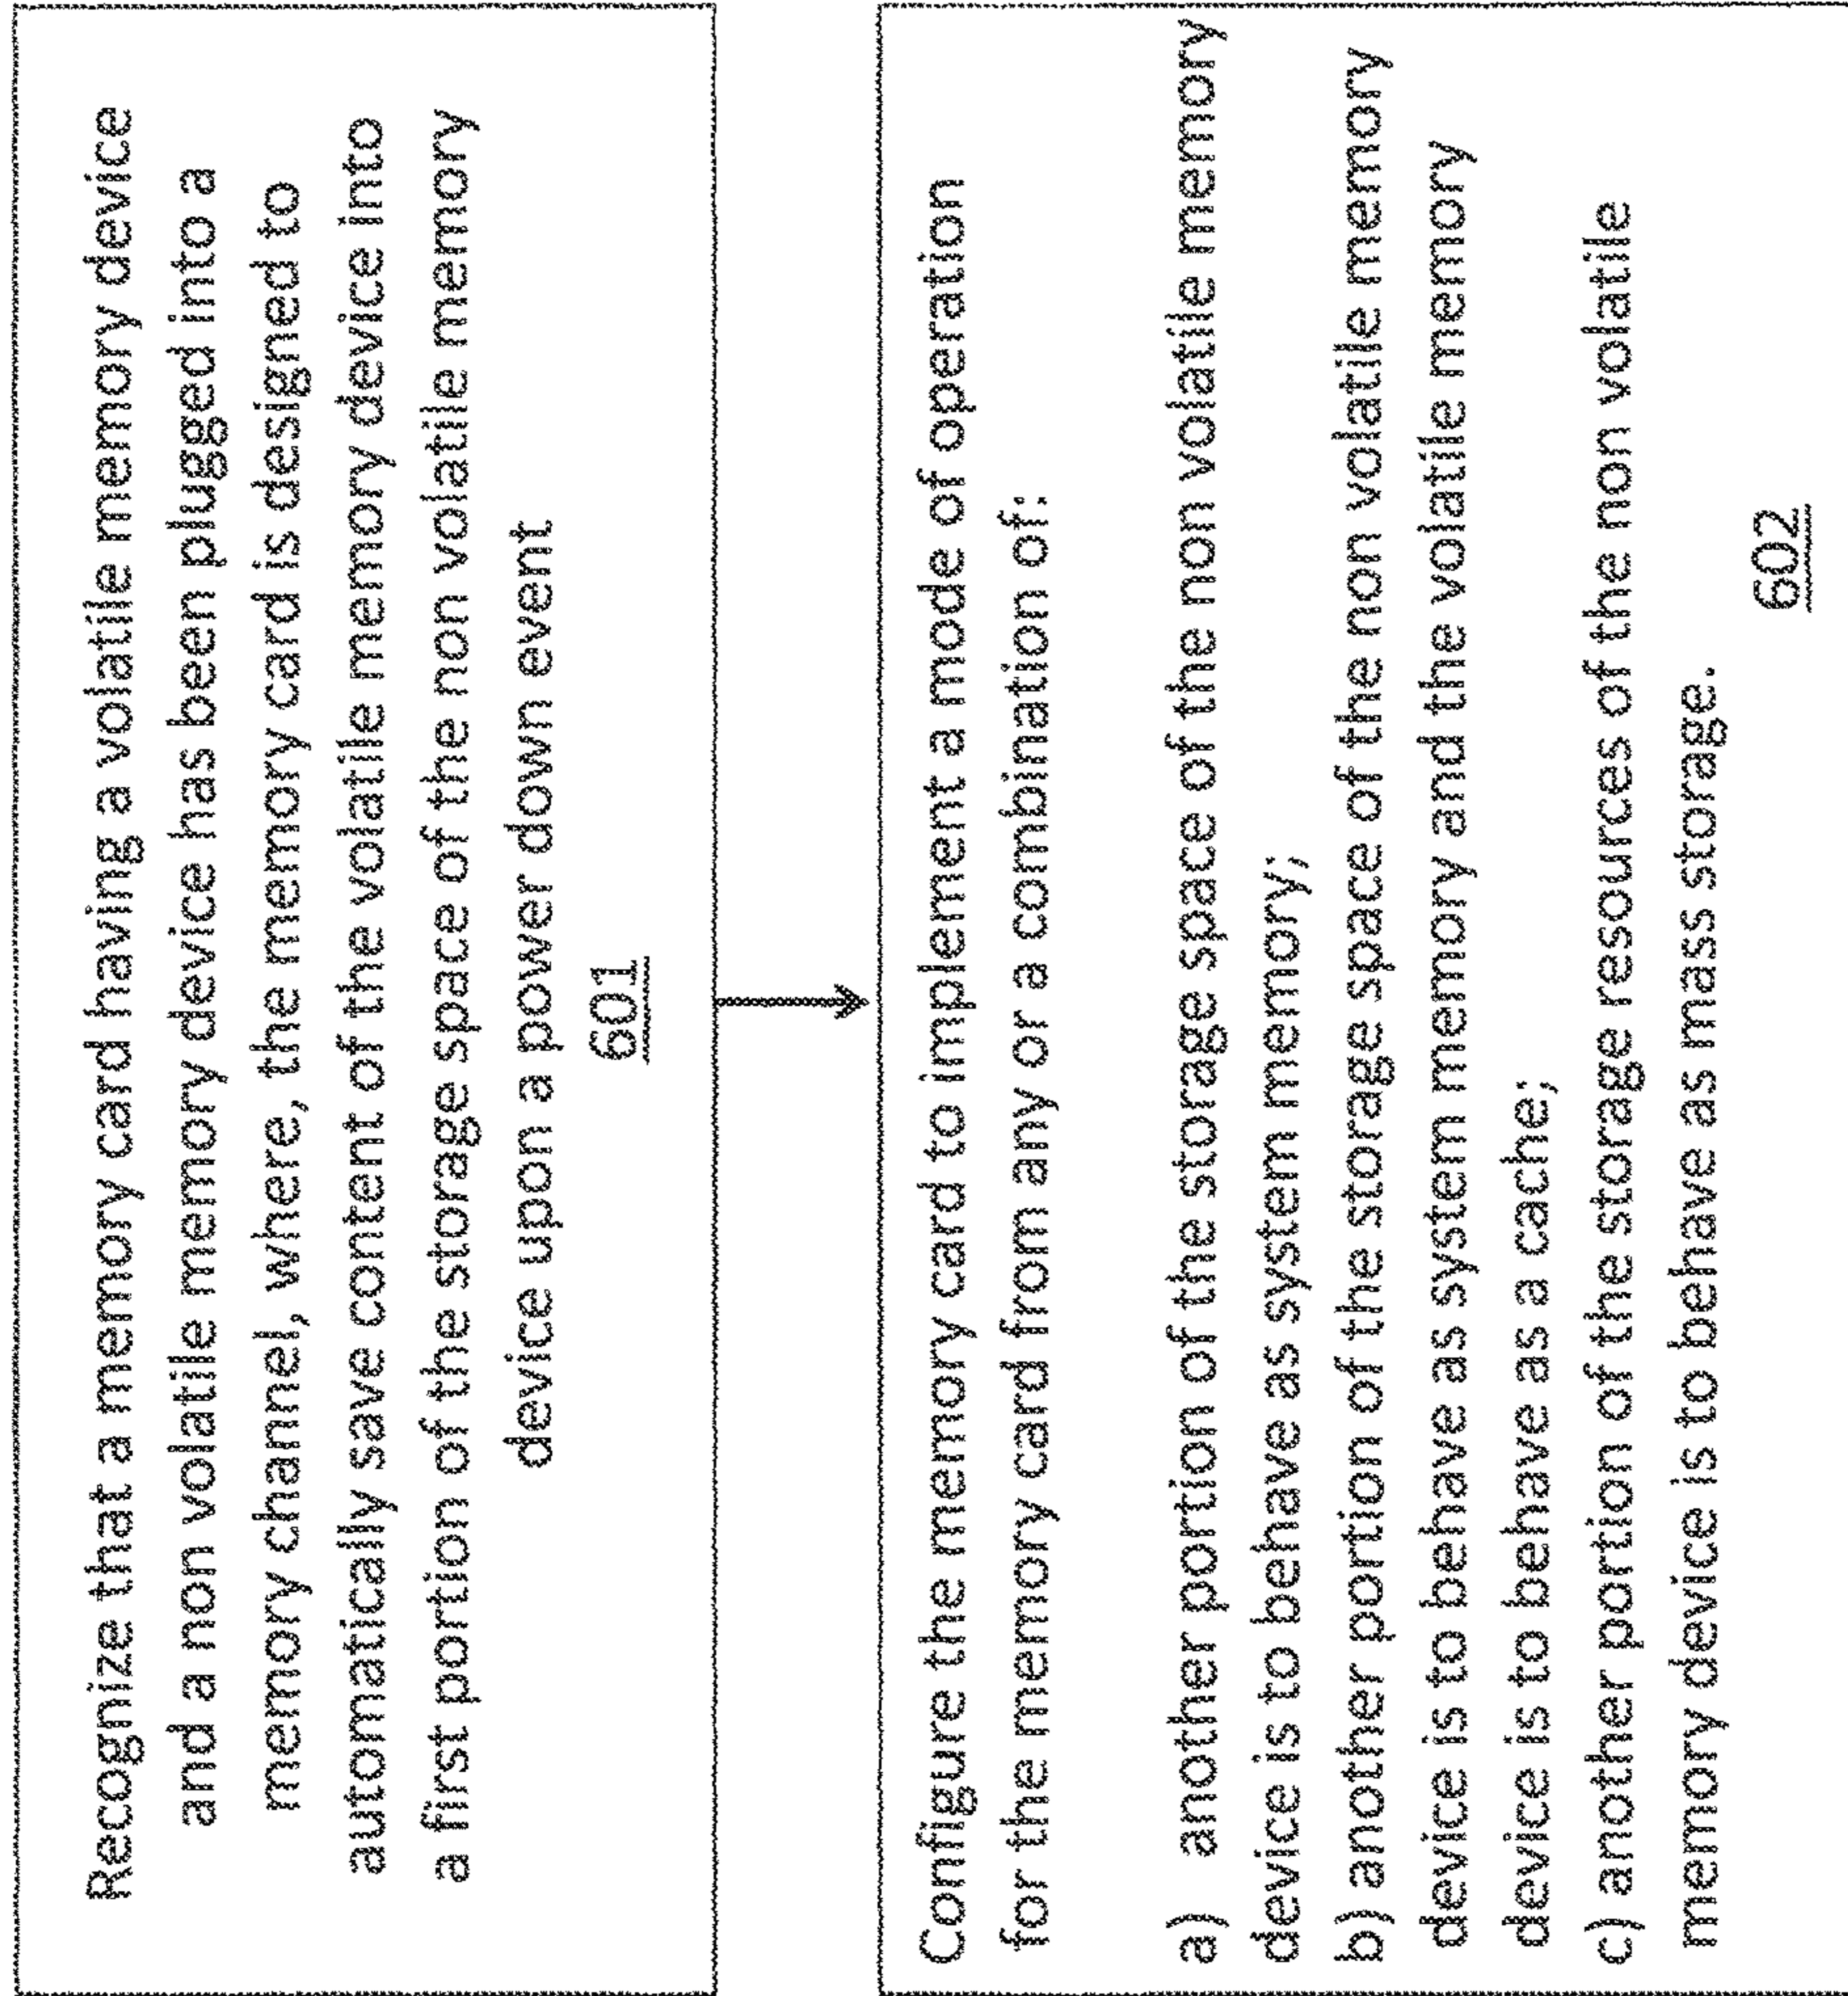 Recognize that a memory card having a volatile memory device
and a non volatile memory device has been plugged into a
memory channel, where, the memory card is designed to
automatically save content of the volatile memory device into
a first portion of the storage space of the non volatile memory
device upon a power down event
601
Configure the memory card to implement a mode of operation
for the memory card from any or a combination of:
a) another portion of the storage space of the non volatile memory
device is to behave as system memory;
b) another portion of the storage space of the non volatile memory
device is to behave as system memory and the volatile memory
device is to behave as a cache;
c) another portion of the storage resources of the non volatile
memory device is to behave as mass storage.
602